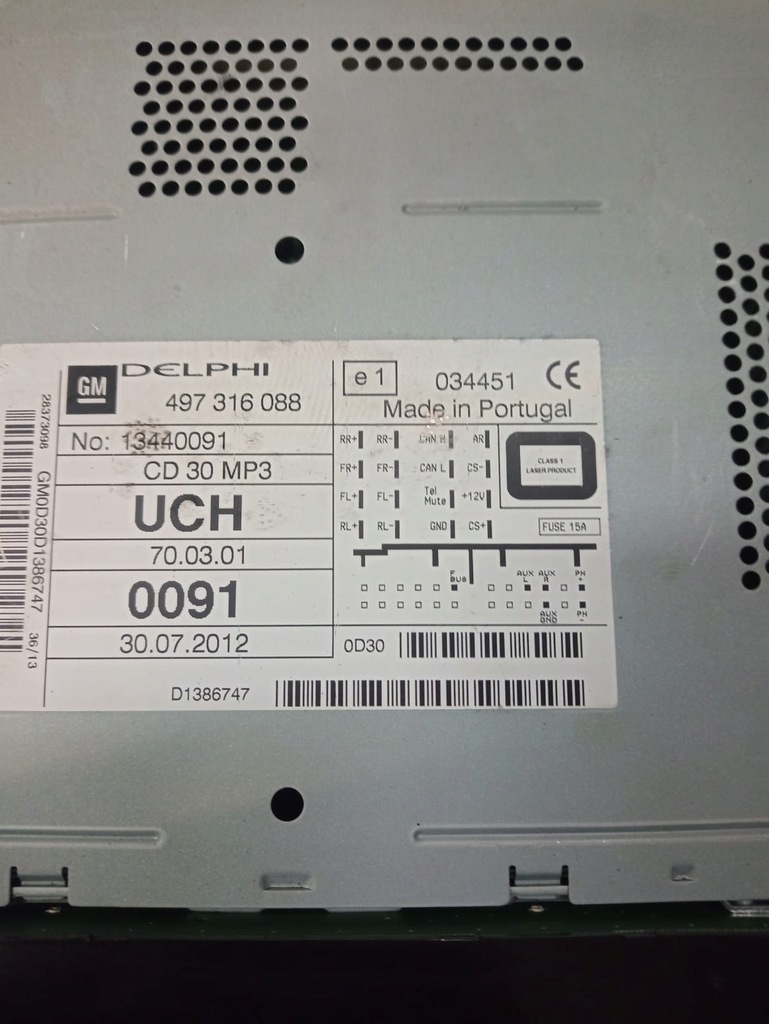 GM
DELPHI
497 316 088
No: 13440091
CD 30 MP3
UCH
70.03.01
0091
30.07.2012
e1
034451 CE
Made in Portugal
RR+ RR- CAN H AR
FR+ FR- CAN L CS-
FL+ FL- Tel Mute +12V
RL+ RL- GND CS+
CLASS 1
LASER PRODUCT
FUSE 15A
F BUS
AUX L
AUX R
PH +
AUX GND
PH -
0D30
D1386747
28373098
GM0D30D1386747
36/13